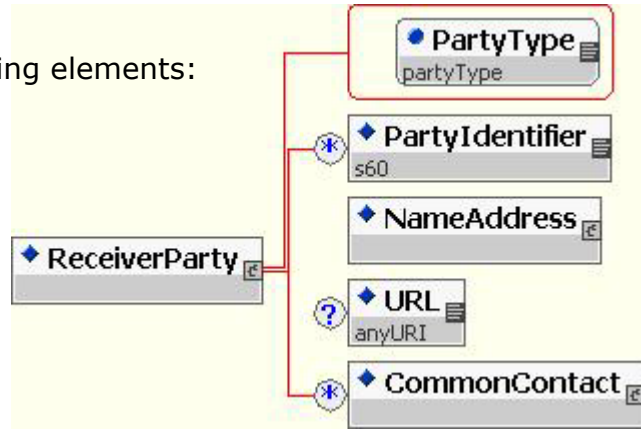 PartyType
partyType
ing elements:
PartyIdentifier
s60
NameAddress
ReceiverParty
URL
anyURI
CommonContact